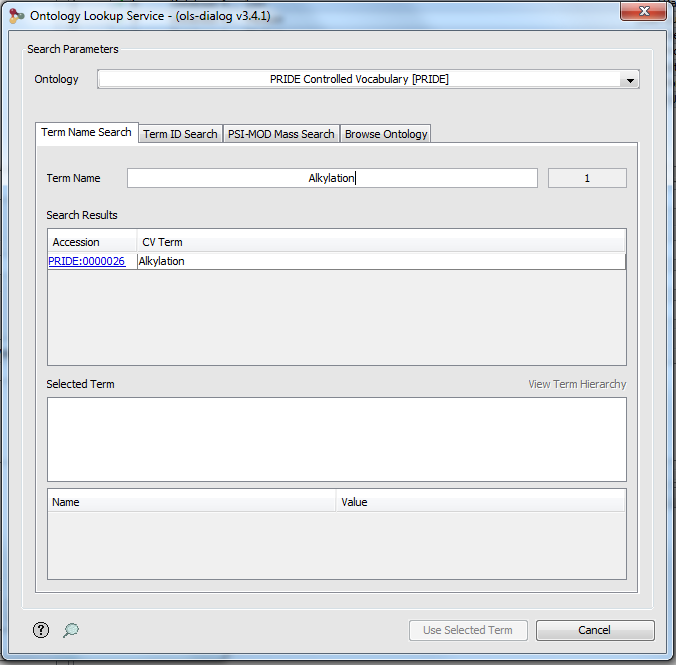 Ontology Lookup Service - (ols-dialog v3.4.1)
Search Parameters
Ontology PRIDE Controlled Vocabulary [PRIDE]
Term Name Search Term ID Search PSI-MOD Mass Search Browse Ontology
Term Name Alkylation 1
Search Results
Accession CV Term
PRIDE:0000026 Alkylation
Selected Term View Term Hierarchy
Name Value
? Use Selected Term Cancel